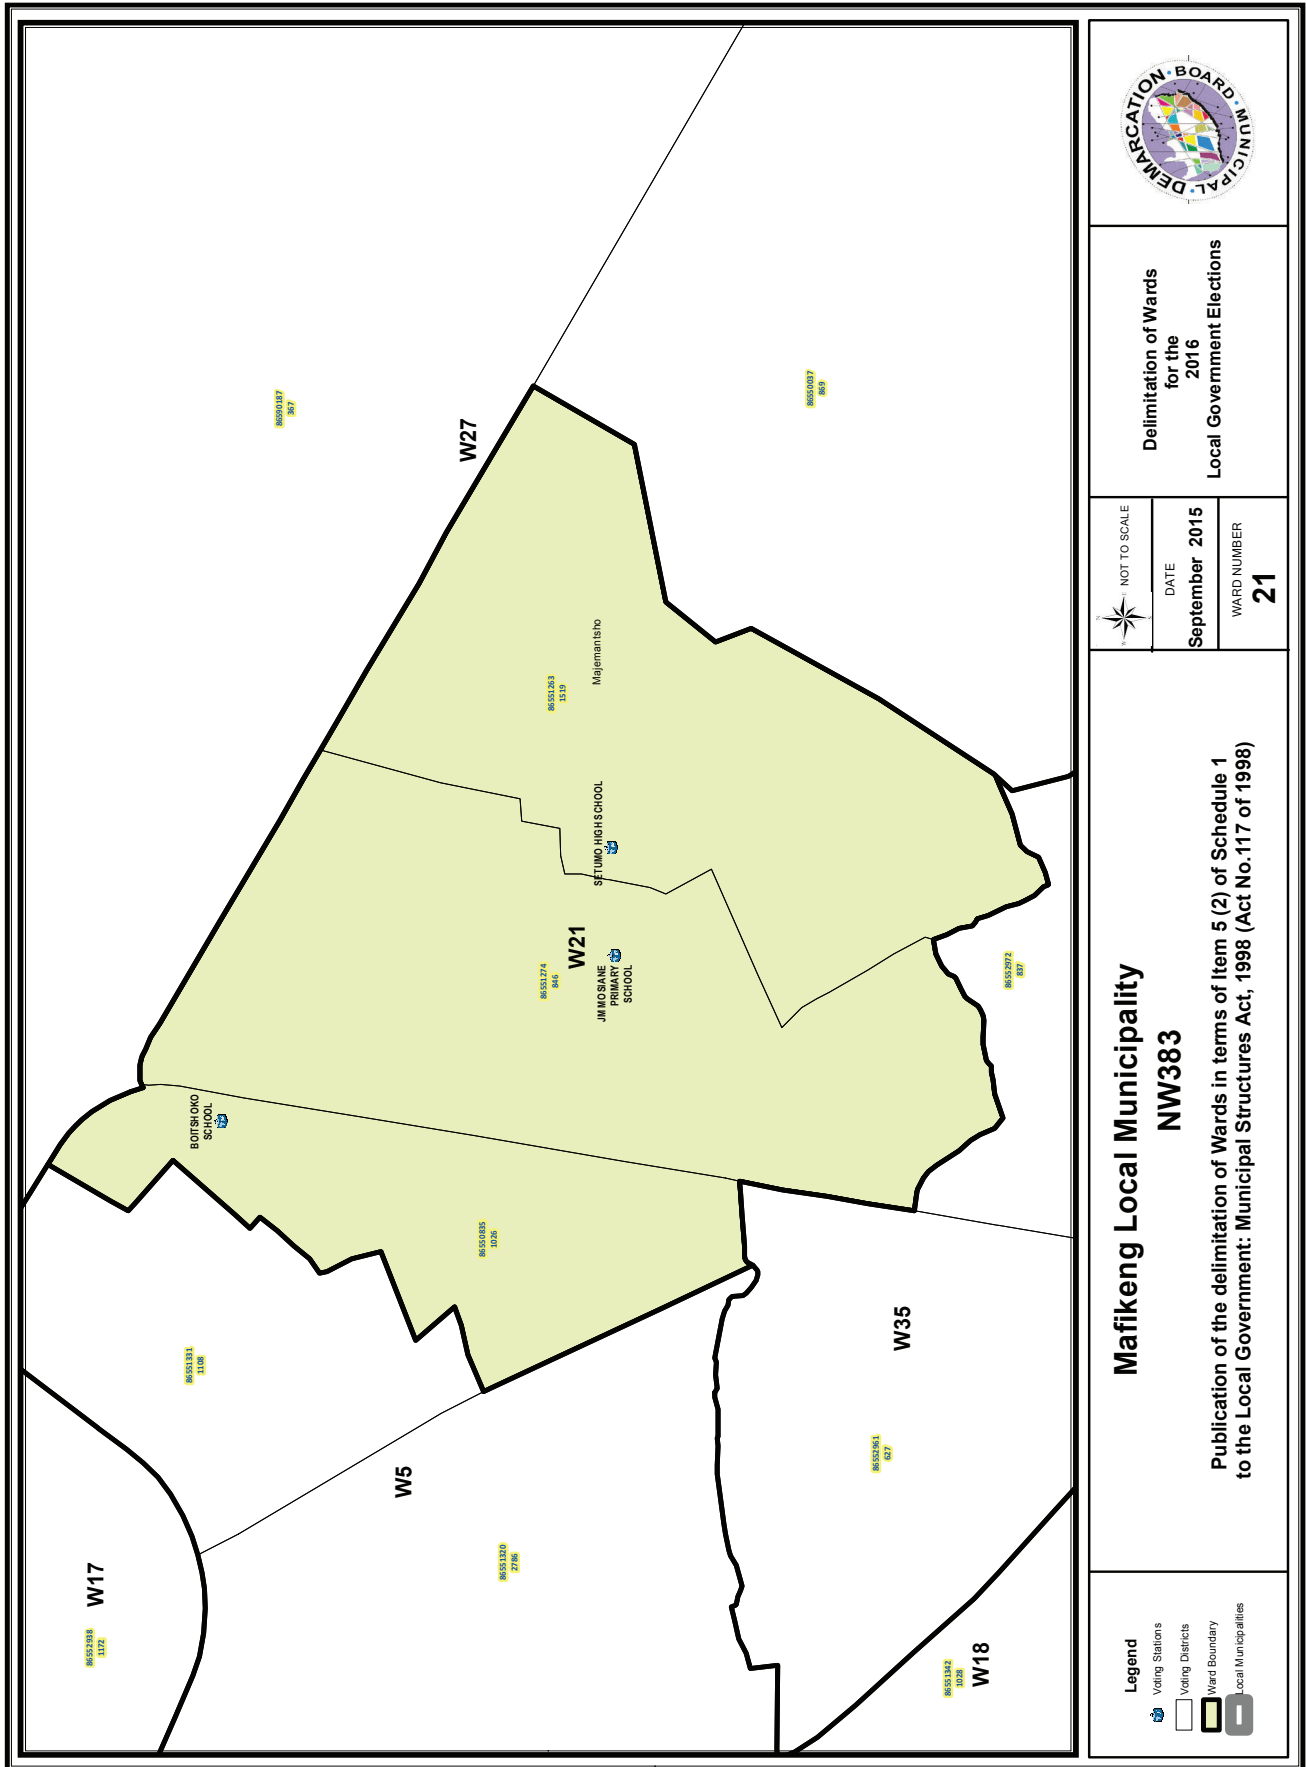 W17
86552938
1172
86551331
1108
W5
86551320
2786
BOITSHOKO
SCHOOL
86550835
1026
86590187
367
W27
86551263
1519
Majemantsho
SETUMO HIGH SCHOOL
86551274
846
W21
JM MOSIANE
PRIMARY
SCHOOL
86550037
869
86552972
837
W35
86552961
627
86551342
1028
W18
Legend
Voting Stations
Voting Districts
Ward Boundary
Local Municipalities
Mafikeng Local Municipality
NW383
Publication of the delimitation of Wards in terms of Item 5 (2) of Schedule 1
to the Local Government: Municipal Structures Act, 1998 (Act No.117 of 1998)
NOT TO SCALE
DATE
September 2015
WARD NUMBER
21
Delimitation of Wards
for the
2016
Local Government Elections
MUNICIPAL DEMARCATION BOARD